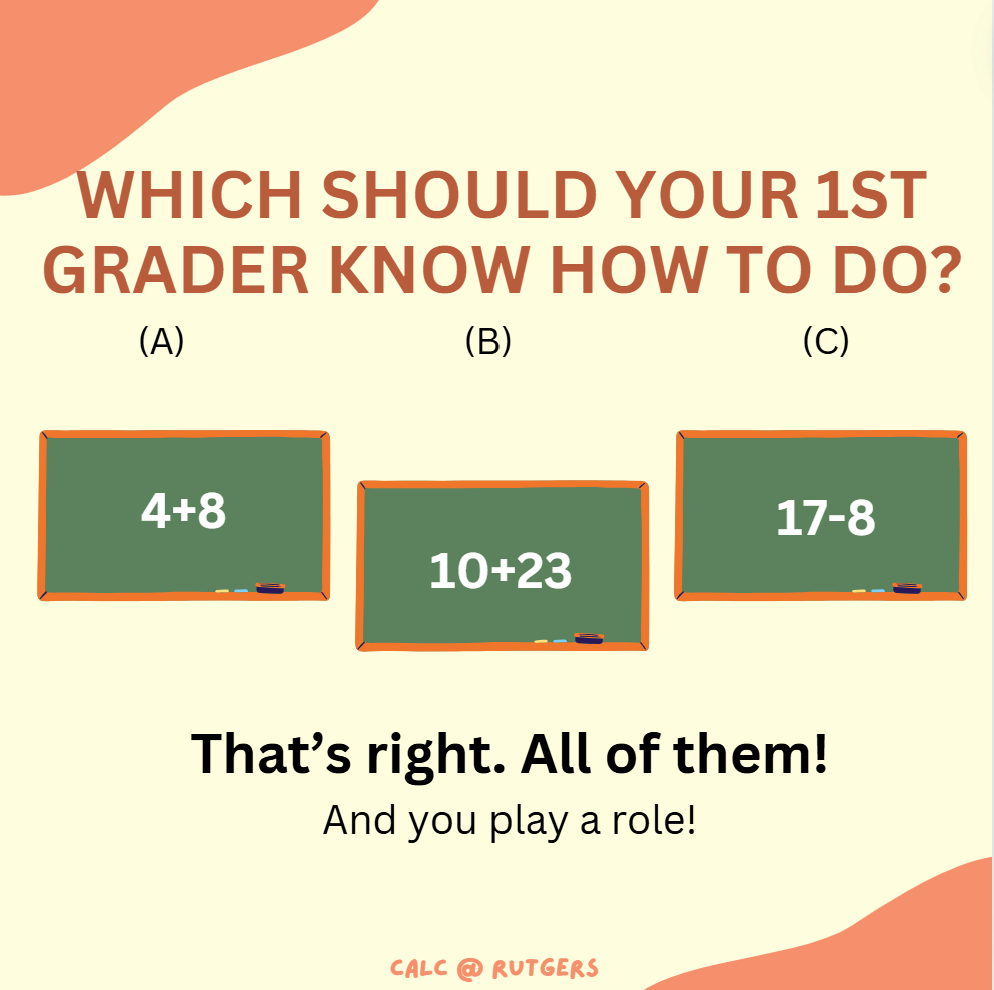 WHICH SHOULD YOUR 1ST
GRADER KNOW HOW TO DO?
(A)
(B)
(C)
4+8
10+23
17-8
That’s right. All of them!
And you play a role!
CALC @ RUTGERS